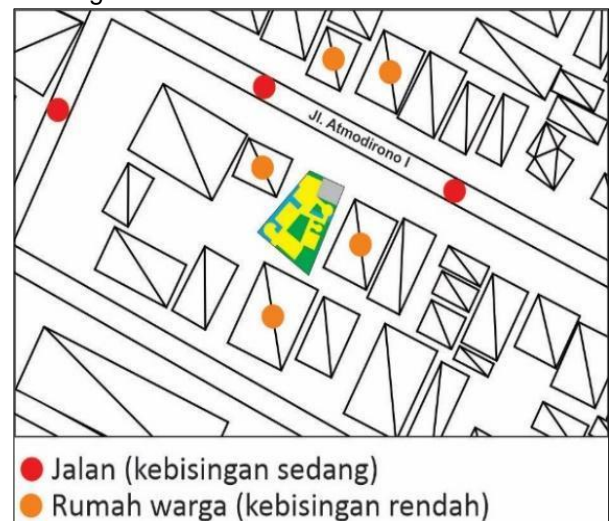 Jl. Atmodirono I
Jalan (kebisingan sedang)
Rumah warga (kebisingan rendah)